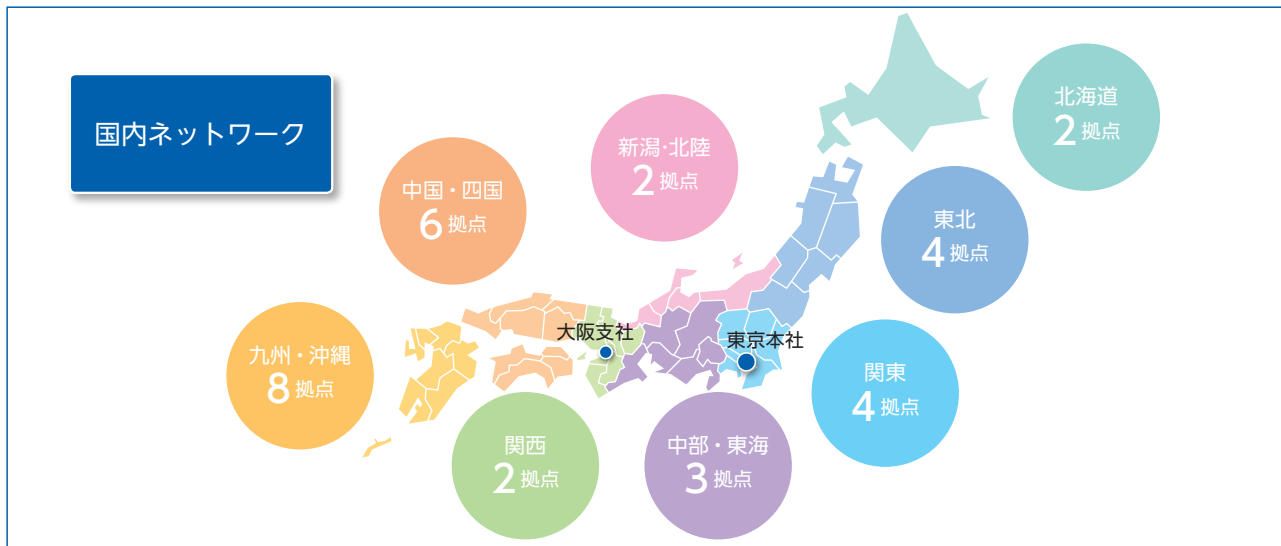 国内ネットワーク
北海道
2 拠点
新潟･北陸
2 拠点
中国・四国
6 拠点
東北
4 拠点
大阪支社
東京本社
九州・沖縄
8 拠点
関東
4 拠点
関西
2 拠点
中部・東海
3 拠点